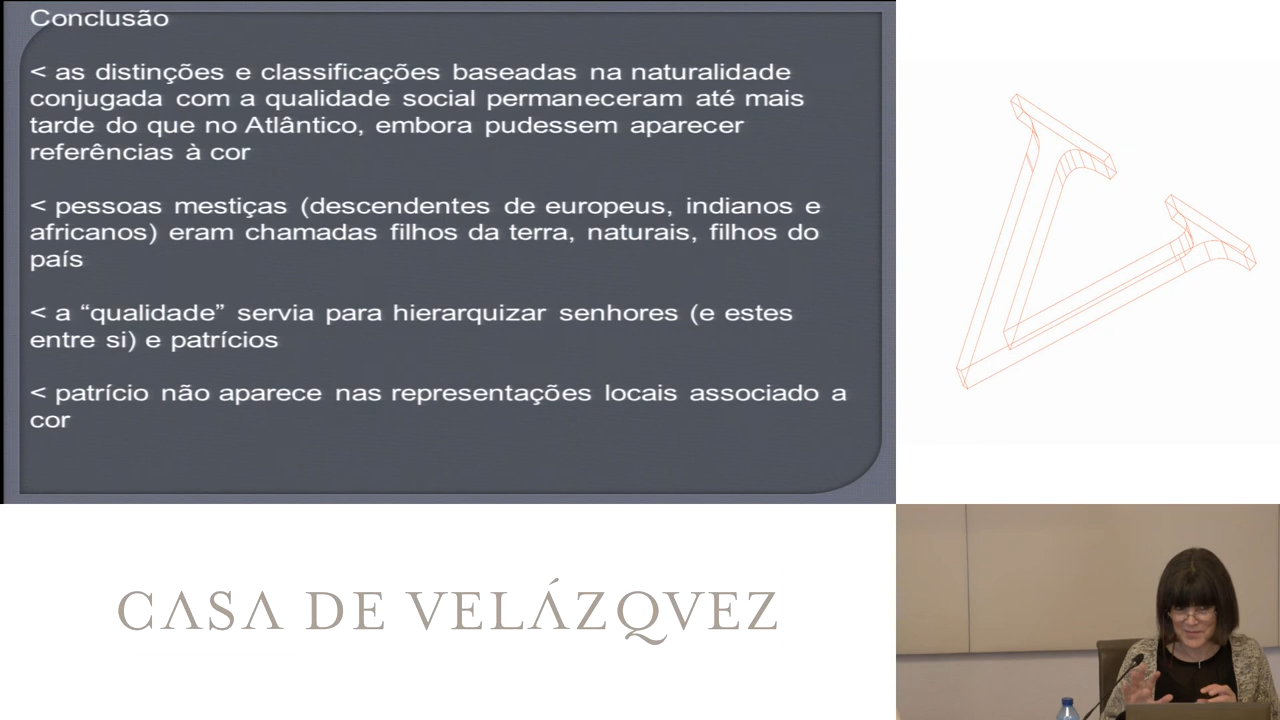 Conclusão
< as distinções e classificações baseadas na naturalidade
conjugada com a qualidade social permaneceram até mais
tarde do que no Atlântico, embora pudessem aparecer
referências à cor
< pessoas mestiças (descendentes de europeus, indianos e
africanos) eram chamadas filhos da terra, naturais, filhos do
país
< a “qualidade” servia para hierarquizar senhores (e estes
entre si) e patrícios
< patrício não aparece nas representações locais associado a
cor
CASA DE VELÁZQVEZ